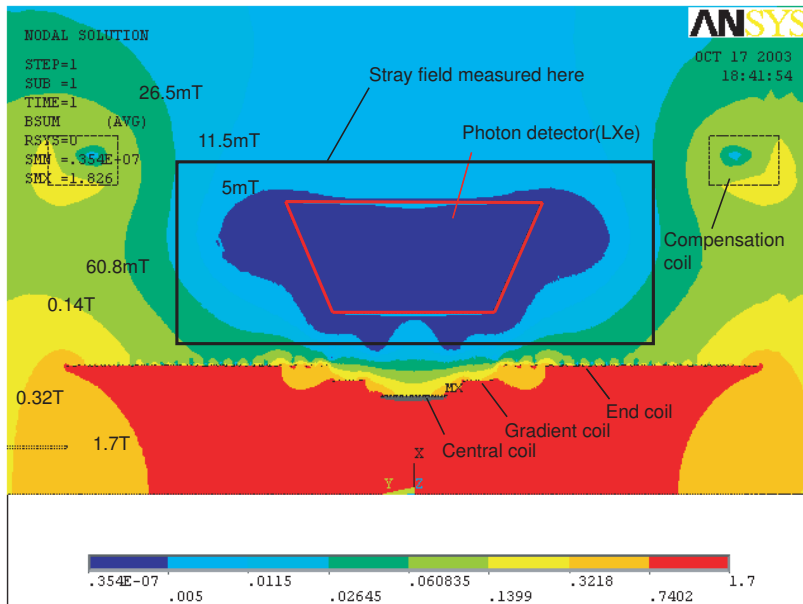 ANSYS
NODAL SOLUTION
OCT 17 2003
18:41:54
STEP=1
SUB =1
TIME=1
BSUM (AVG)
RSYS=0
SMN =.354E-07
SMX =1.826
Stray field measured here
26.5mT
11.5mT
Photon detector(LXe)
5mT
Compensation
coil
60.8mT
0.14T
0.32T
MX
End coil
Gradient coil
1.7T
Central coil
X
Y
Z
.354E-07
.005
.0115
.02645
.060835
.1399
.3218
.7402
1.7